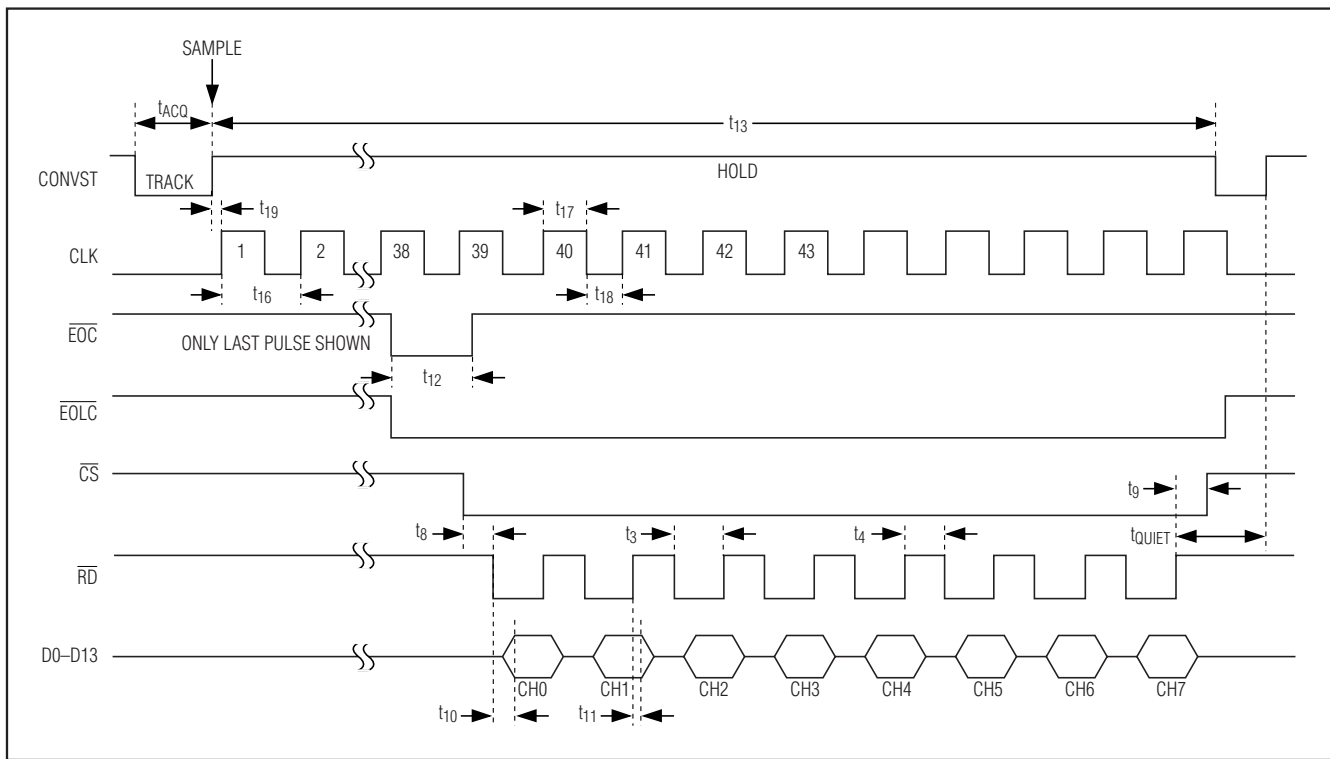 SAMPLE
tACQ
t13
CONVST
TRACK
HOLD
t19
t17
CLK
1
2
38
39
40
41
42
43
t16
t18
EOC
ONLY LAST PULSE SHOWN
t12
EOLC
CS
t9
t8
t3
t4
tQUIET
RD
D0–D13
CH0
CH1
CH2
CH3
CH4
CH5
CH6
CH7
t10
t11